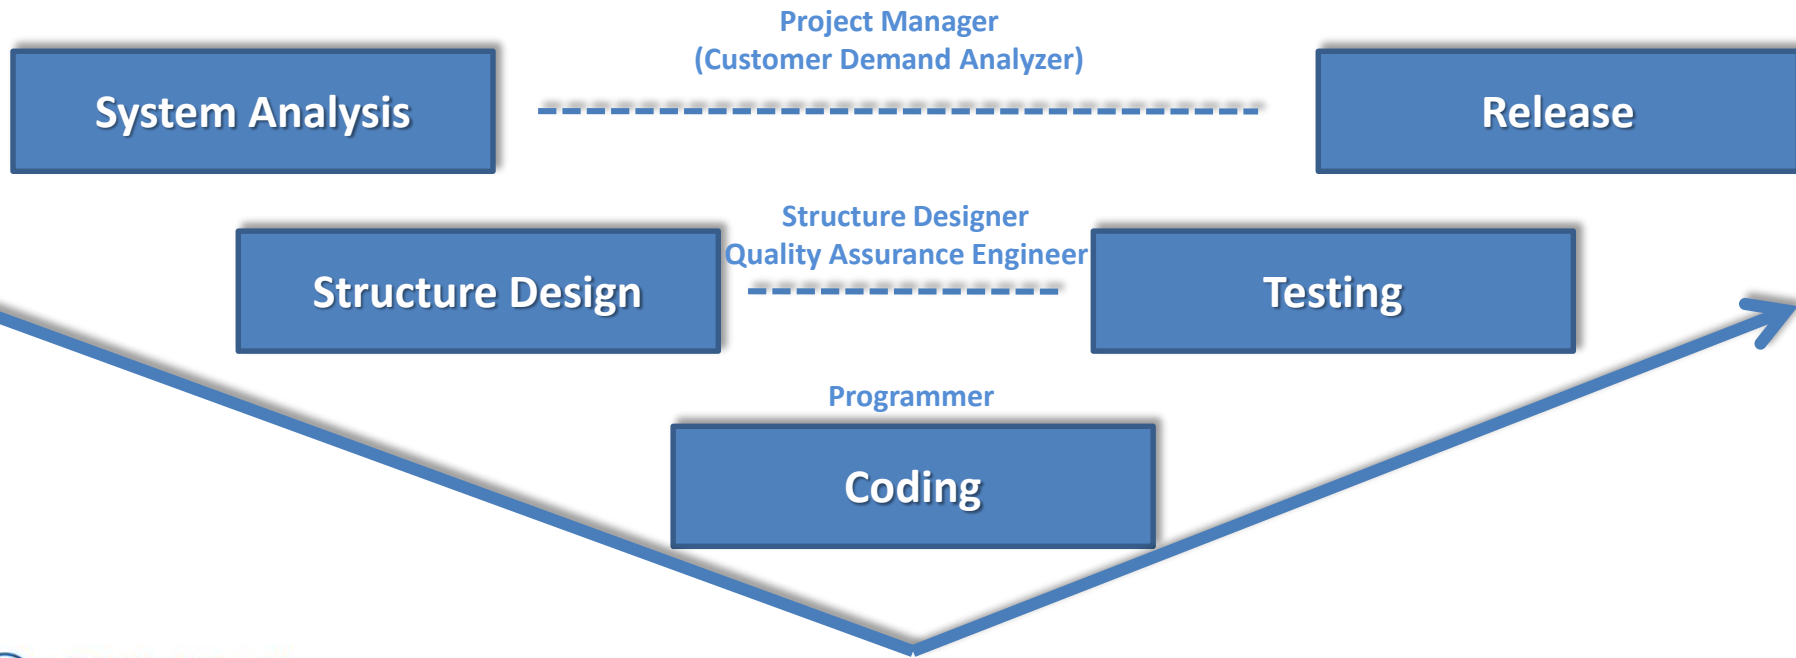 Project Manager
(Customer Demand Analyzer)
System Analysis
Release
Structure Designer
Quality Assurance Engineer
Structure Design
Testing
Programmer
Coding